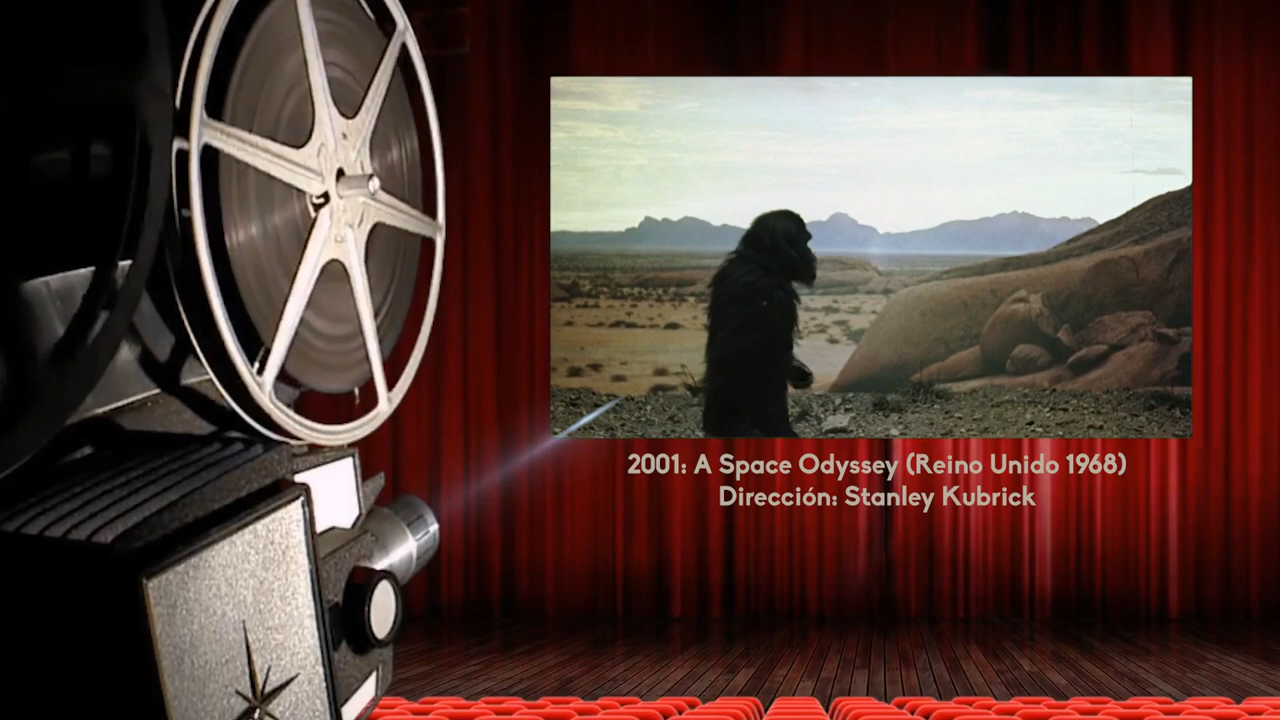 2001: A Space Odyssey (Reino Unido 1968)
Dirección: Stanley Kubrick